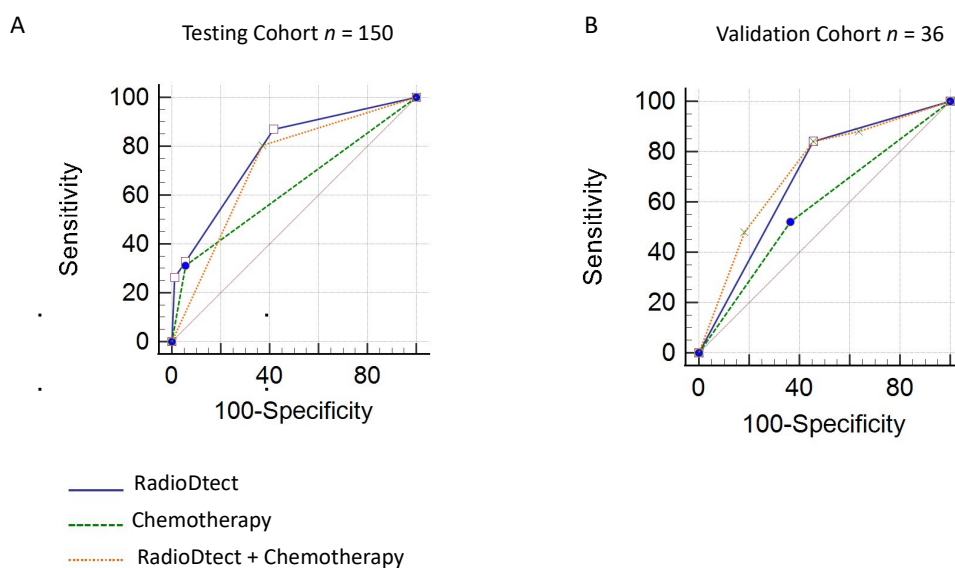 A
Testing Cohort n = 150
100
80
60
40
20
0
Sensitivity
0
40
80
100-Specificity
B
Validation Cohort n = 36
100
80
60
40
20
0
Sensitivity
0
40
80
100-Specificity
RadioDtect
Chemotherapy
RadioDtect + Chemotherapy